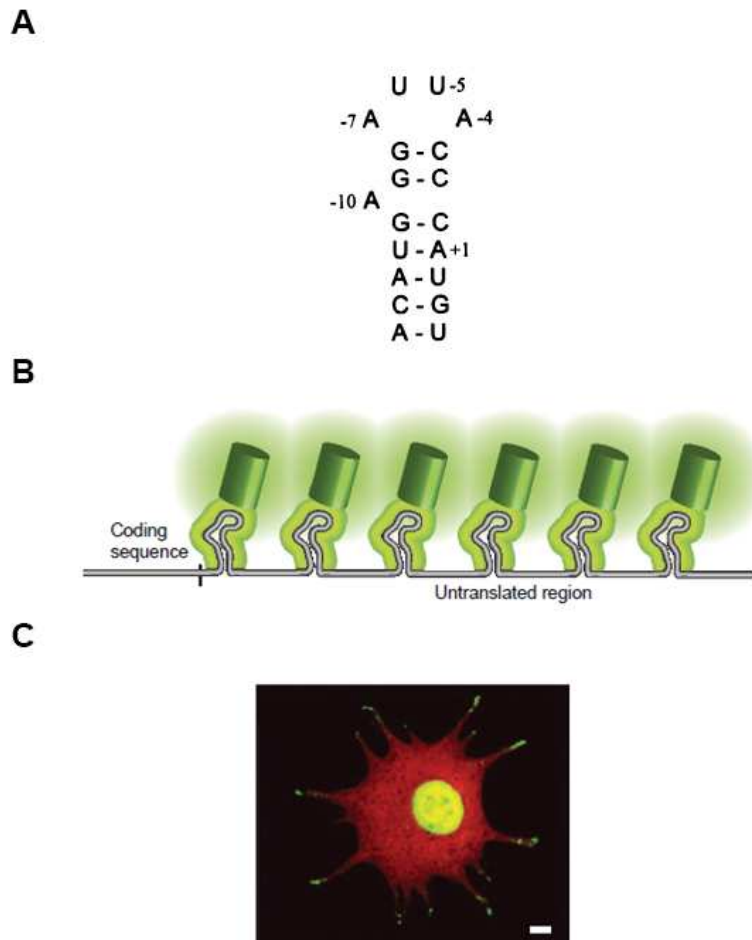 A
U U -5
-7 A A -4
G - C
G - C
-10 A
G - C
U - A +1
A - U
C - G
A - U
B
Coding
sequence
Untranslated region
C